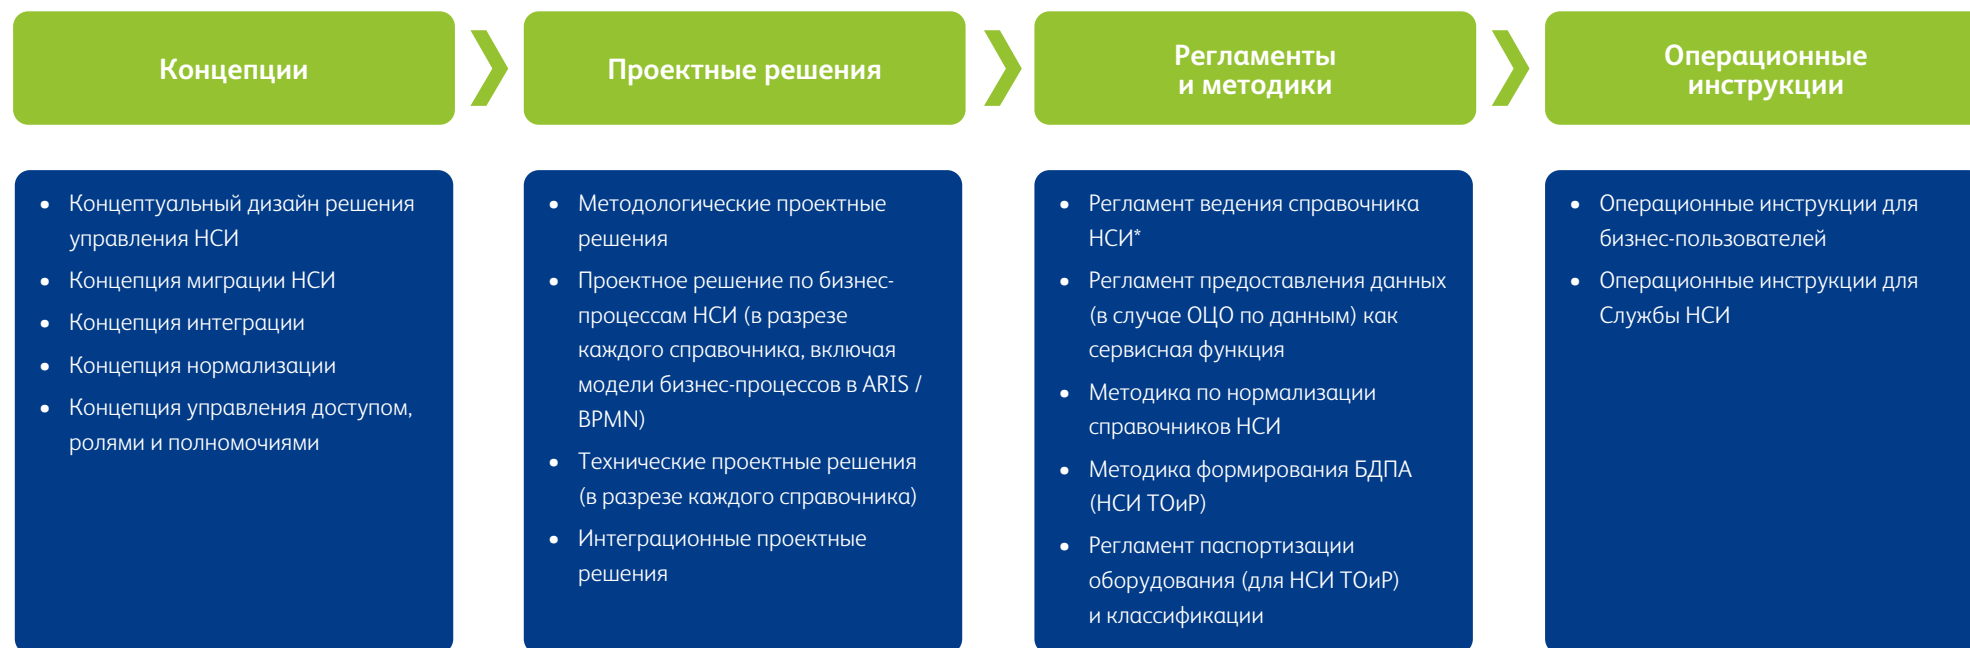 Концепции
Проектные решения
Регламенты
и методики
Операционные
инструкции
• Концептуальный дизайн решения
управления НСИ
• Концепция миграции НСИ
• Концепция интеграции
• Концепция нормализации
• Концепция управления доступом,
ролями и полномочиями
• Методологические проектные
решения
• Проектное решение по бизнес-
процессам НСИ (в разрезе
каждого справочника, включая
модели бизнес-процессов в ARIS /
BPMN)
• Технические проектные решения
(в разрезе каждого справочника)
• Интеграционные проектные
решения
• Регламент ведения справочника
НСИ*
• Регламент предоставления данных
(в случае ОЦО по данным) как
сервисная функция
• Методика по нормализации
справочников НСИ
• Методика формирования БДПА
(НСИ ТОиР)
• Регламент паспортизации
оборудования (для НСИ ТОиР)
и классификации
• Операционные инструкции для
бизнес-пользователей
• Операционные инструкции для
Службы НСИ